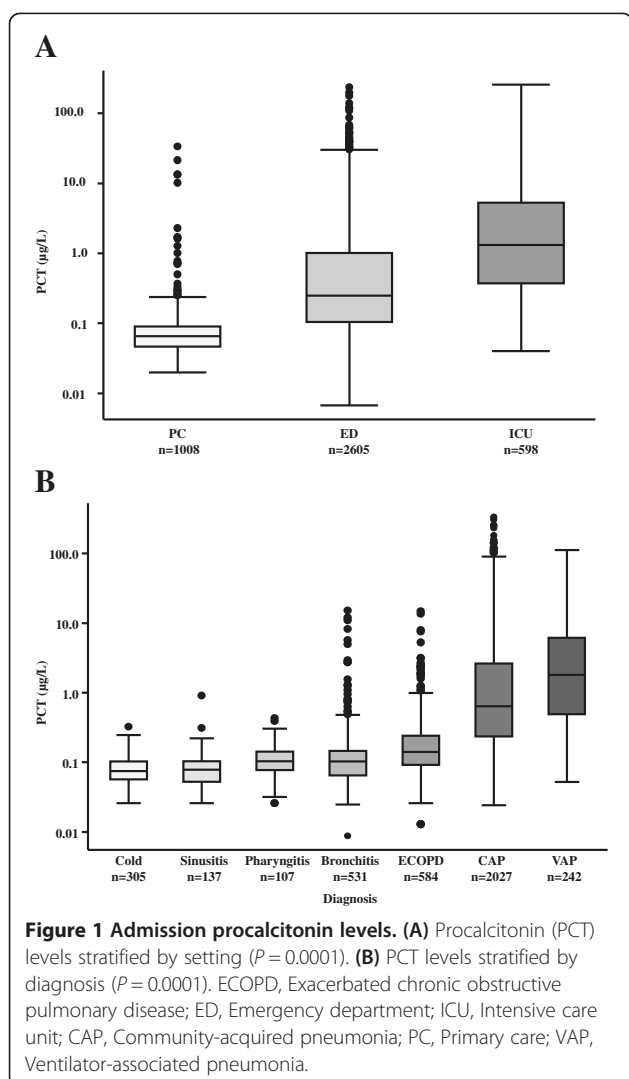 A
100.0
10.0
1.0
0.1
0.01
PCT (µg/L)
PC ED ICU
n=1008 n=2605 n=598
B
100.0
10.0
1.0
0.1
0.01
PCT (µg/L)
Cold Sinusitis Pharyngitis Bronchitis ECOPD CAP VAP
n=305 n=137 n=107 n=531 n=584 n=2027 n=242
Diagnosis
Figure 1 Admission procalcitonin levels. (A) Procalcitonin (PCT)
levels stratified by setting (P = 0.0001). (B) PCT levels stratified by
diagnosis (P = 0.0001). ECOPD, Exacerbated chronic obstructive
pulmonary disease; ED, Emergency department; ICU, Intensive care
unit; CAP, Community-acquired pneumonia; PC, Primary care; VAP,
Ventilator-associated pneumonia.